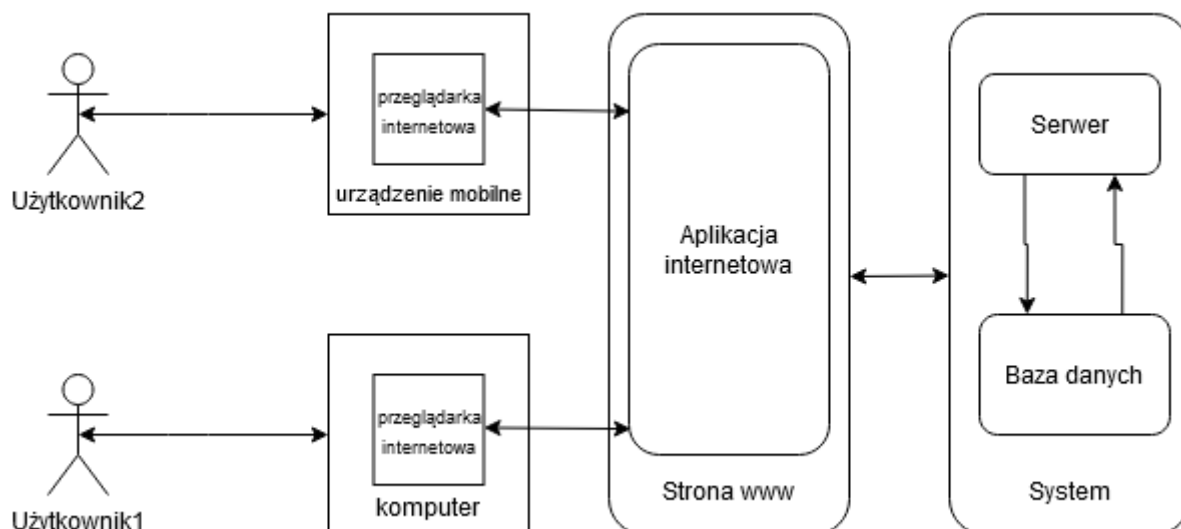 przeglądarka
internetowa
urządzenie mobilne
Użytkownik2
Aplikacja
internetowa
Serwer
Baza danych
przeglądarka
internetowa
komputer
Użytkownik1
Strona www
System